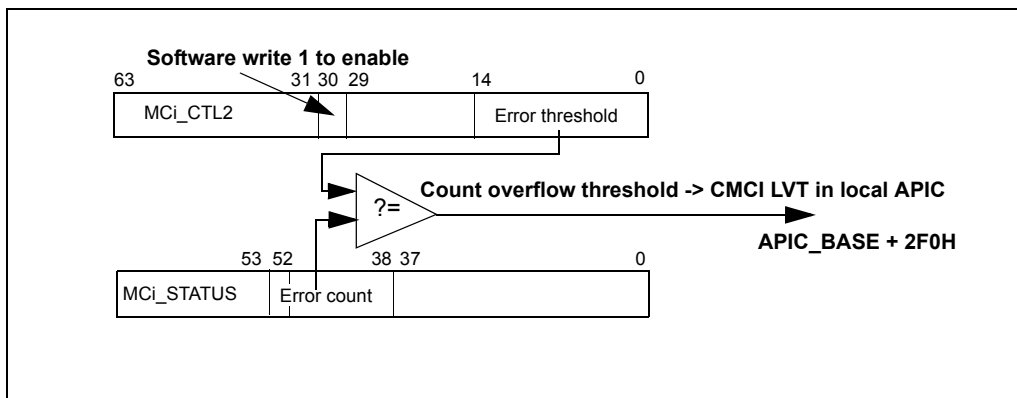 Software write 1 to enable
63 31 30 29 14 0
MCi_CTL2 Error threshold
?=
Count overflow threshold -> CMCI LVT in local APIC
APIC_BASE + 2F0H
53 52 38 37 0
MCi_STATUS Error count